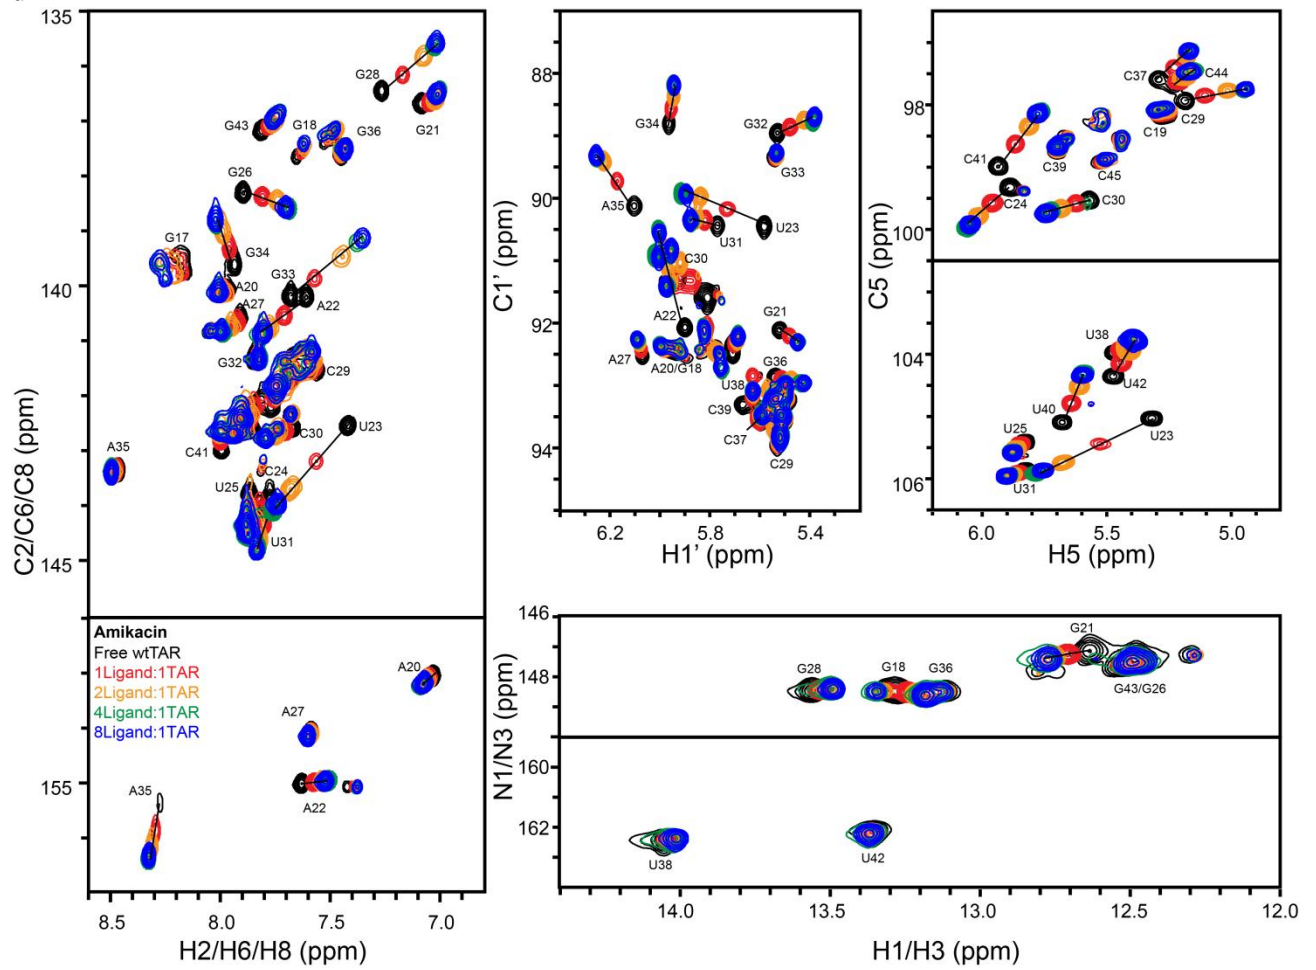 135
140
145
155
C2/C6/C8 (ppm)
G28
G43
G18
G36
G21
G26
G17
G34
A20
A27
G33
A22
G32
C29
C30
U23
C41
A35
C24
U25
U31
Amikacin
Free wtTAR
1Ligand:1TAR
2Ligand:1TAR
4Ligand:1TAR
8Ligand:1TAR
A20
A27
A35
A22
8.5
8.0
7.5
7.0
H2/H6/H8 (ppm)
88
90
92
94
C1' (ppm)
G34
G32
G33
A35
U31
U23
C30
A22
G21
A27
A20/G18
G36
U38
C39
C37
C29
6.2
5.8
5.4
H1' (ppm)
98
100
104
106
C5 (ppm)
C37
C44
C29
C19
C41
C39
C45
C24
C30
U38
U42
U40
U25
U23
U31
6.0
5.5
5.0
H5 (ppm)
146
148
160
162
N1/N3 (ppm)
G21
G28
G18
G36
G43/G26
U38
U42
14.0
13.5
13.0
12.5
12.0
H1/H3 (ppm)